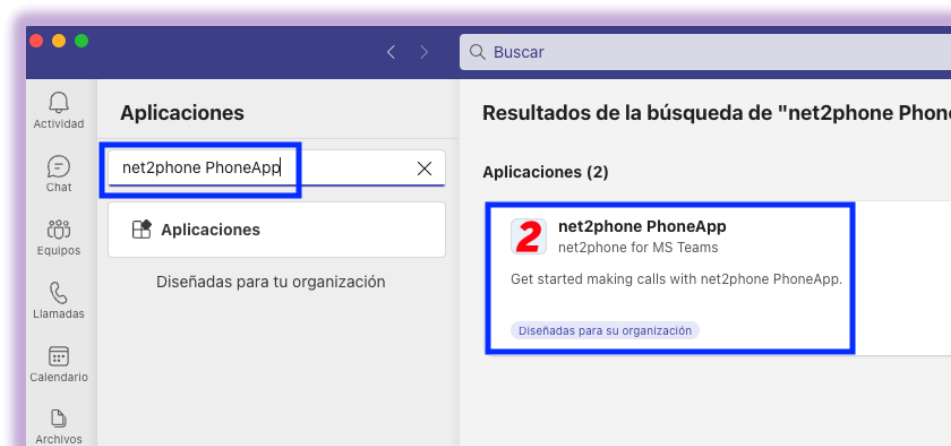 Buscar
Actividad
Chat
Equipos
Llamadas
Calendario
Archivos
Aplicaciones
net2phone PhoneApp
Aplicaciones
Diseñadas para tu organización
Resultados de la búsqueda de "net2phone Phon
Aplicaciones (2)
2
net2phone PhoneApp
net2phone for MS Teams
Get started making calls with net2phone PhoneApp.
Diseñadas para su organización